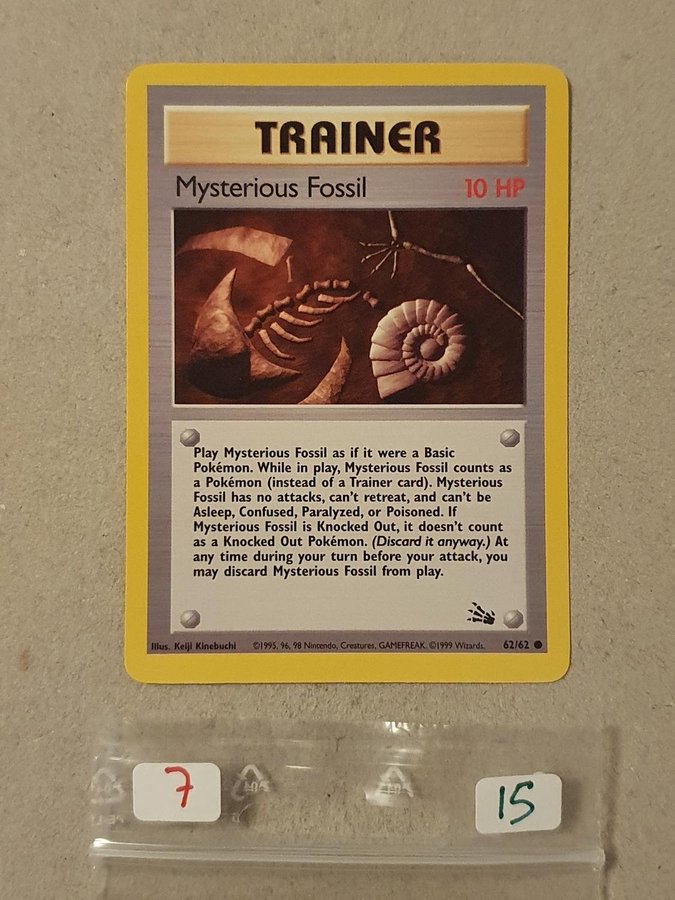 TRAINER
Mysterious Fossil 10 HP
Play Mysterious Fossil as if it were a Basic
Pokémon. While in play, Mysterious Fossil counts as
a Pokémon (instead of a Trainer card). Mysterious
Fossil has no attacks, can't retreat, and can't be
Asleep, Confused, Paralyzed, or Poisoned. If
Mysterious Fossil is Knocked Out, it doesn't count
as a Knocked Out Pokémon. (Discard it anyway.) At
any time during your turn before your attack, you
may discard Mysterious Fossil from play.
Illus. Keiji Kinebuchi ©1995, 96, 98 Nintendo, Creatures, GAMEFREAK. ©1999 Wizards. 62/62
7 15